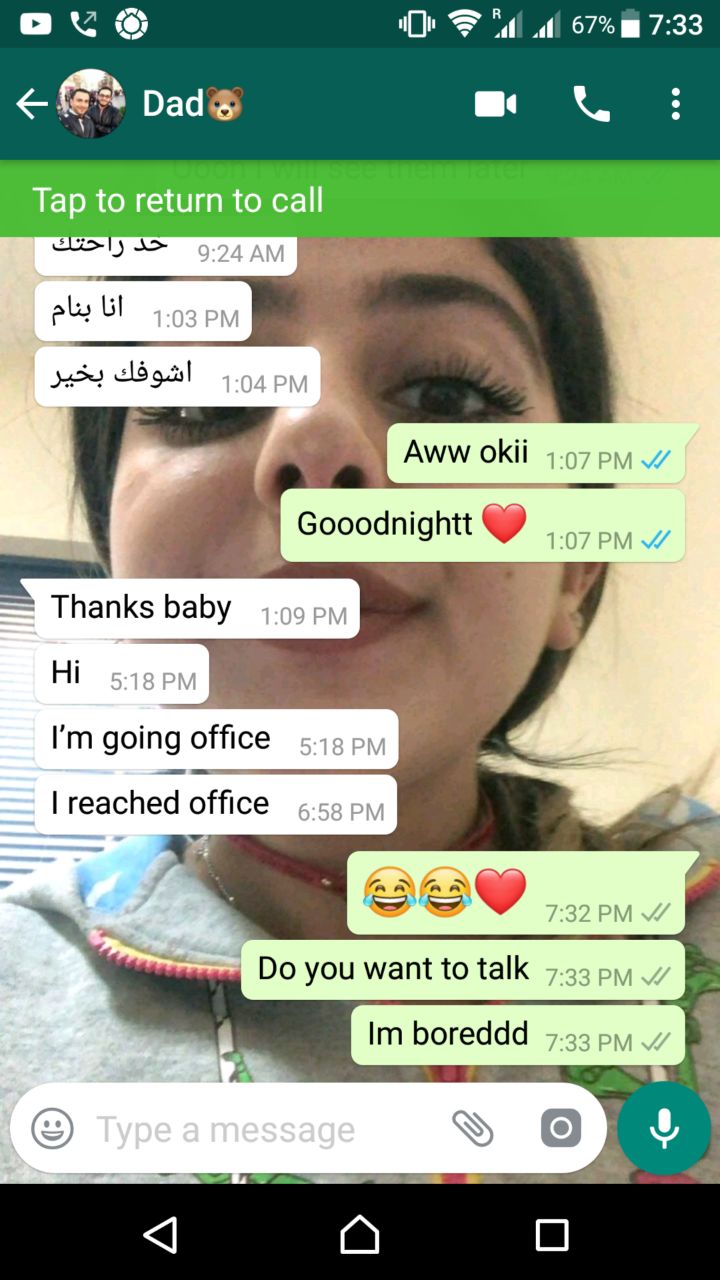 R
67%
7:33
Dad🐻
Tap to return to call
خد راحتك
9:24 AM
انا بنام
1:03 PM
اشوفك بخير
1:04 PM
Aww okii
1:07 PM
Gooodnightt ❤️
1:07 PM
Thanks baby
1:09 PM
Hi
5:18 PM
I’m going office
5:18 PM
I reached office
6:58 PM
😂😂❤️
7:32 PM
Do you want to talk
7:33 PM
Im boreddd
7:33 PM
Type a message